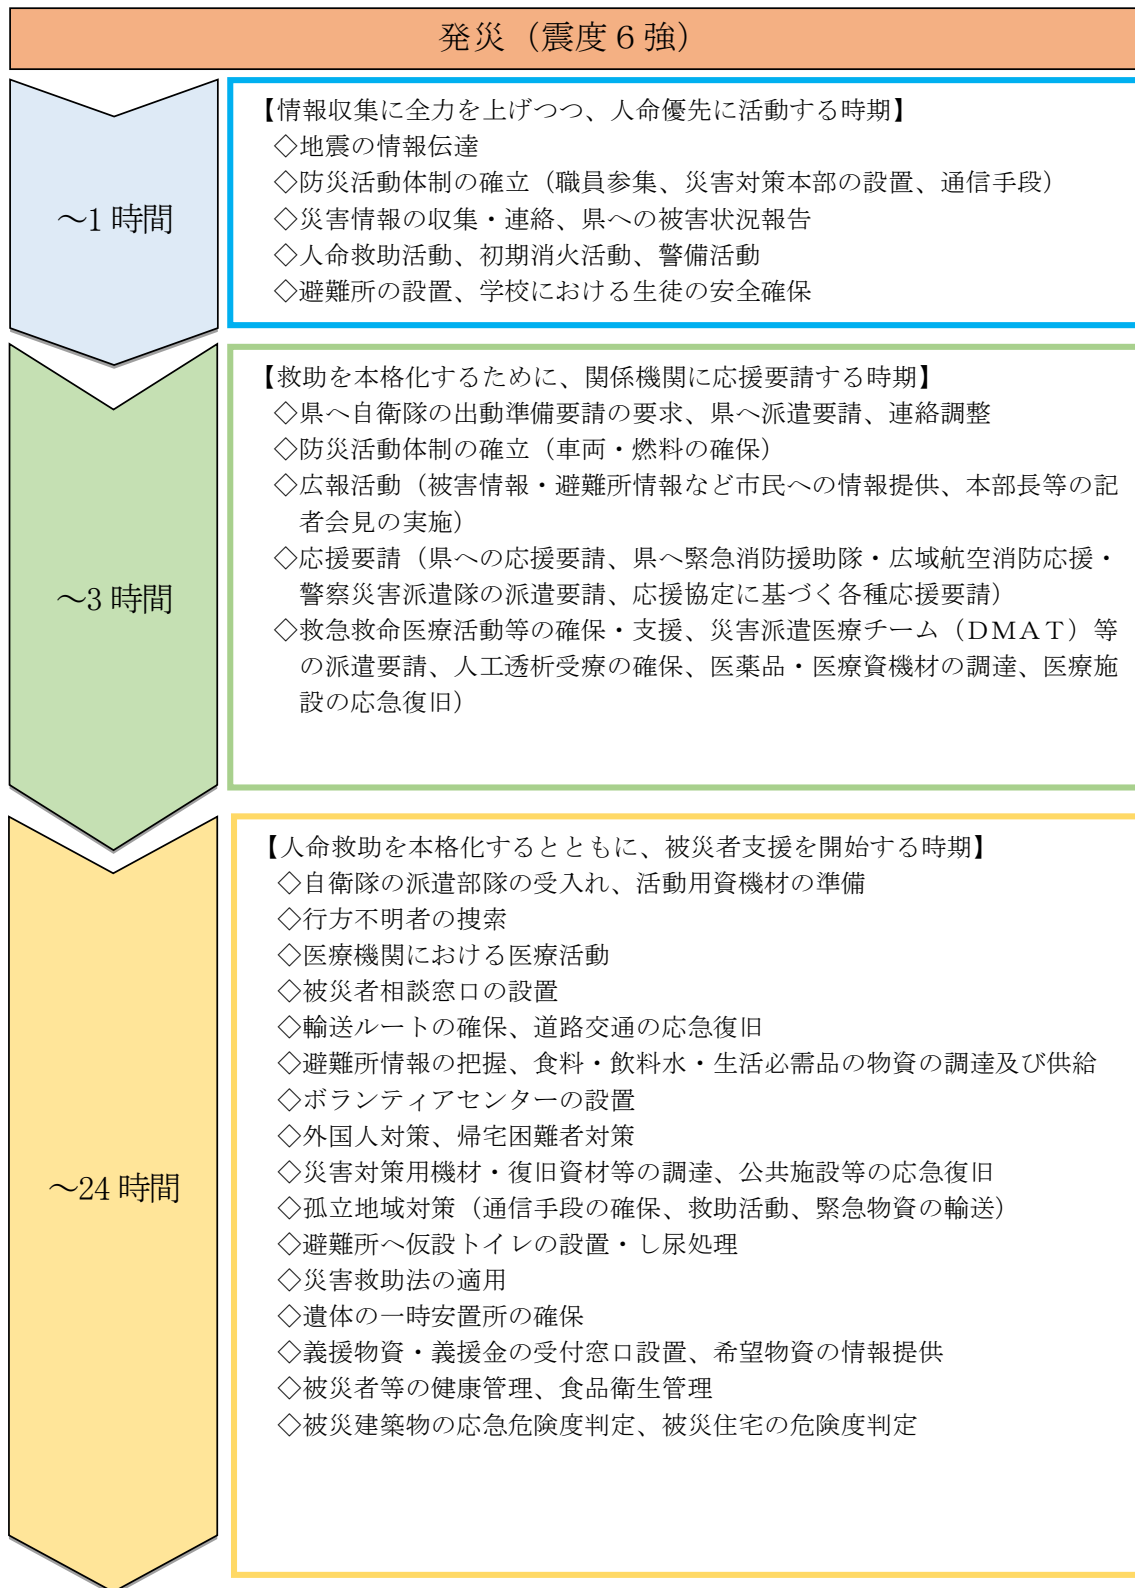 発災（震度６強）
～1 時間
【情報収集に全力を上げつつ、人命優先に活動する時期】
◇地震の情報伝達
◇防災活動体制の確立（職員参集、災害対策本部の設置、通信手段）
◇災害情報の収集・連絡、県への被害状況報告
◇人命救助活動、初期消火活動、警備活動
◇避難所の設置、学校における生徒の安全確保
～3 時間
【救助を本格化するために、関係機関に応援要請する時期】
◇県へ自衛隊の出動準備要請の要求、県へ派遣要請、連絡調整
◇防災活動体制の確立（車両・燃料の確保）
◇広報活動（被害情報・避難所情報など市民への情報提供、本部長等の記
者会見の実施）
◇応援要請（県への応援要請、県へ緊急消防援助隊・広域航空消防応援・
警察災害派遣隊の派遣要請、応援協定に基づく各種応援要請）
◇救急救命医療活動等の確保・支援、災害派遣医療チーム（ＤＭＡＴ）等
の派遣要請、人工透析受療の確保、医薬品・医療資機材の調達、医療施
設の応急復旧）
～24 時間
【人命救助を本格化するとともに、被災者支援を開始する時期】
◇自衛隊の派遣部隊の受入れ、活動用資機材の準備
◇行方不明者の捜索
◇医療機関における医療活動
◇被災者相談窓口の設置
◇輸送ルートの確保、道路交通の応急復旧
◇避難所情報の把握、食料・飲料水・生活必需品の物資の調達及び供給
◇ボランティアセンターの設置
◇外国人対策、帰宅困難者対策
◇災害対策用機材・復旧資材等の調達、公共施設等の応急復旧
◇孤立地域対策（通信手段の確保、救助活動、緊急物資の輸送）
◇避難所へ仮設トイレの設置・し尿処理
◇災害救助法の適用
◇遺体の一時安置所の確保
◇義援物資・義援金の受付窓口設置、希望物資の情報提供
◇被災者等の健康管理、食品衛生管理
◇被災建築物の応急危険度判定、被災住宅の危険度判定